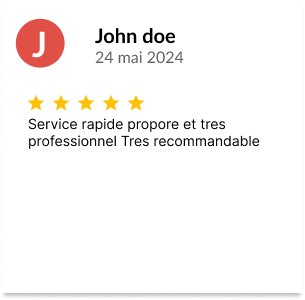 J
John doe
24 mai 2024
Service rapide propore et tres
professionnel Tres recommandable